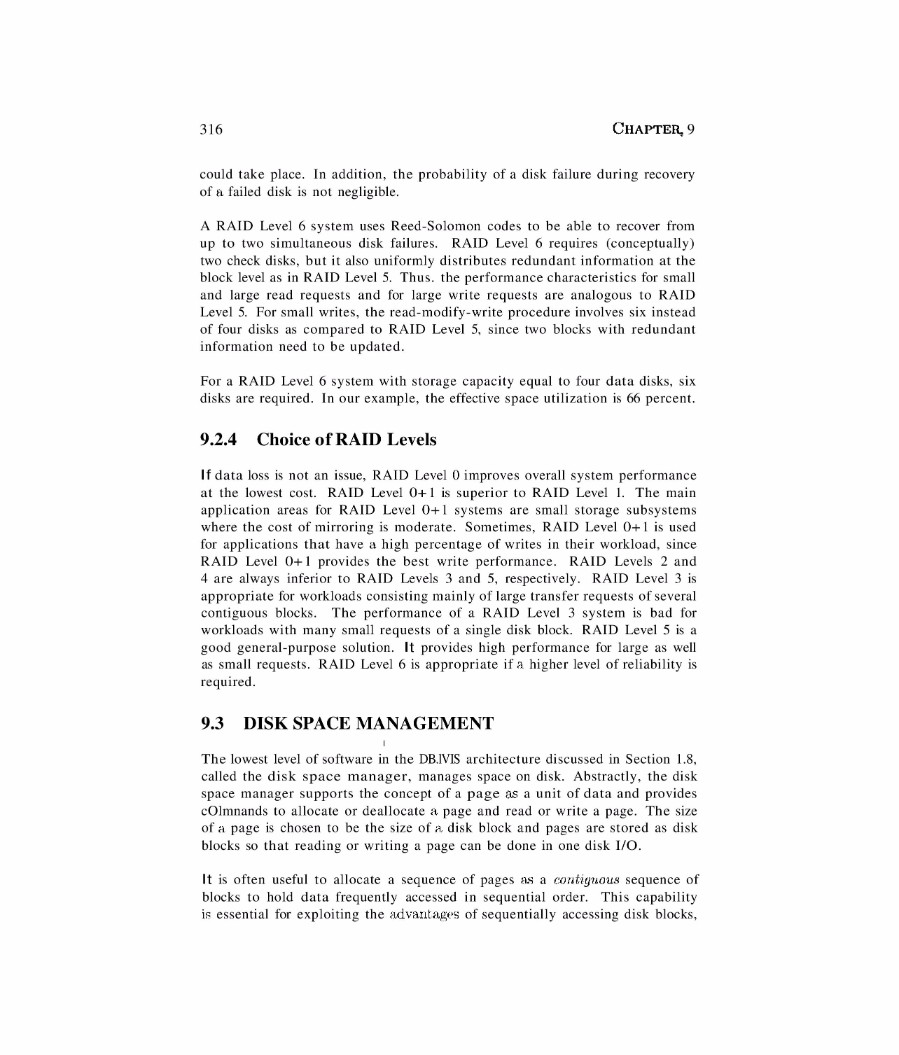 316 CHAPTER, 9
could take place. In addition, the probability of a disk failure during recovery
of a failed disk is not negligible.
A RAID Level 6 system uses Reed-Solomon codes to be able to recover from
up to two simultaneous disk failures. RAID Level 6 requires (conceptually)
two check disks, but it also uniformly distributes redundant information at the
block level as in RAID Level 5. Thus. the performance characteristics for small
and large read requests and for large write requests are analogous to RAID
Level 5. For small writes, the read-modify-write procedure involves six instead
of four disks as compared to RAID Level 5, since two blocks with redundant
information need to be updated.
For a RAID Level 6 system with storage capacity equal to four data disks, six
disks are required. In our example, the effective space utilization is 66 percent.
9.2.4 Choice of RAID Levels
If data loss is not an issue, RAID Level 0 improves overall system performance
at the lowest cost. RAID Level 0+1 is superior to RAID Level 1. The main
application areas for RAID Level 0+1 systems are small storage subsystems
where the cost of mirroring is moderate. Sometimes, RAID Level 0+1 is used
for applications that have a high percentage of writes in their workload, since
RAID Level 0+1 provides the best write performance. RAID Levels 2 and
4 are always inferior to RAID Levels 3 and 5, respectively. RAID Level 3 is
appropriate for workloads consisting mainly of large transfer requests of several
contiguous blocks. The performance of a RAID Level 3 system is bad for
workloads with many small requests of a single disk block. RAID Level 5 is a
good general-purpose solution. It provides high performance for large as well
as small requests. RAID Level 6 is appropriate if a higher level of reliability is
required.
9.3 DISK SPACE MANAGEMENT
The lowest level of software in the DB.IVIS architecture discussed in Section 1.8,
called the disk space manager, manages space on disk. Abstractly, the disk
space manager supports the concept of a page as a unit of data and provides
cOlmnands to allocate or deallocate a page and read or write a page. The size
of a page is chosen to be the size of a disk block and pages are stored as disk
blocks so that reading or writing a page can be done in one disk I/O.
It is often useful to allocate a sequence of pages as a contiguous sequence of
blocks to hold data frequently accessed in sequential order. This capability
is essential for exploiting the advantages of sequentially accessing disk blocks,